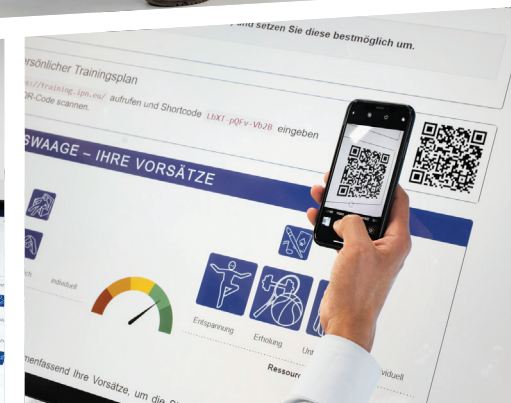 und setzen Sie diese bestmöglich um.
ersönlicher Trainingsplan
://training.ipn.eu/ aufrufen und Shortcode LbXT-pQFv-Vb2B eingeben
QR-Code scannen.
SWAAGE – IHRE VORSÄTZE
individuell
Entspannung Erholung
Ressour
menfassend Ihre Vorsätze, um die